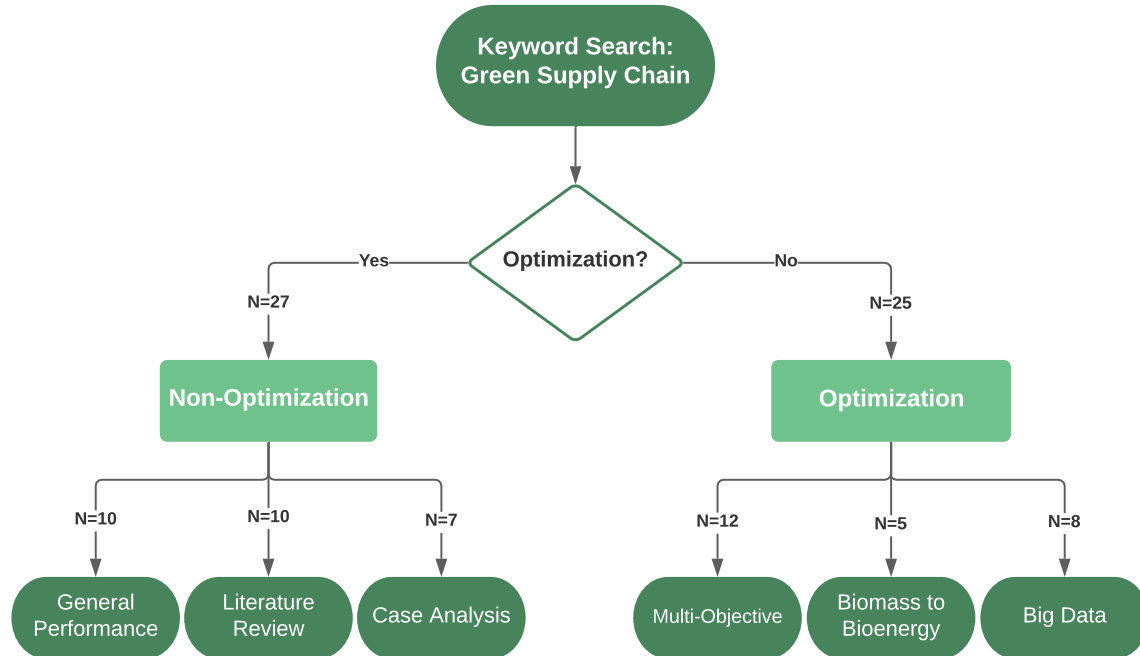 Keyword Search:
Green Supply Chain
Optimization?
Yes
No
N=27
N=25
Non-Optimization
Optimization
N=10
N=10
N=7
N=12
N=5
N=8
General
Performance
Literature
Review
Case Analysis
Multi-Objective
Biomass to
Bioenergy
Big Data